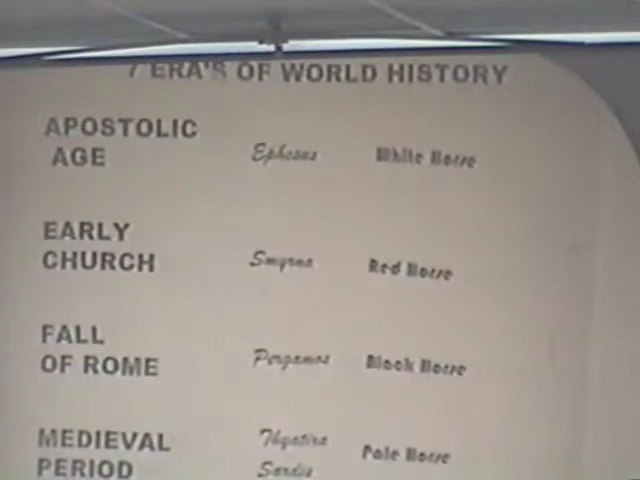 7 ERA'S OF WORLD HISTORY
APOSTOLIC
AGE
Ephesus
White Horse
EARLY
CHURCH
Smyrna
Red Horse
FALL
OF ROME
Pergamos
Black Horse
MEDIEVAL
PERIOD
Thyatira
Sardis
Pale Horse